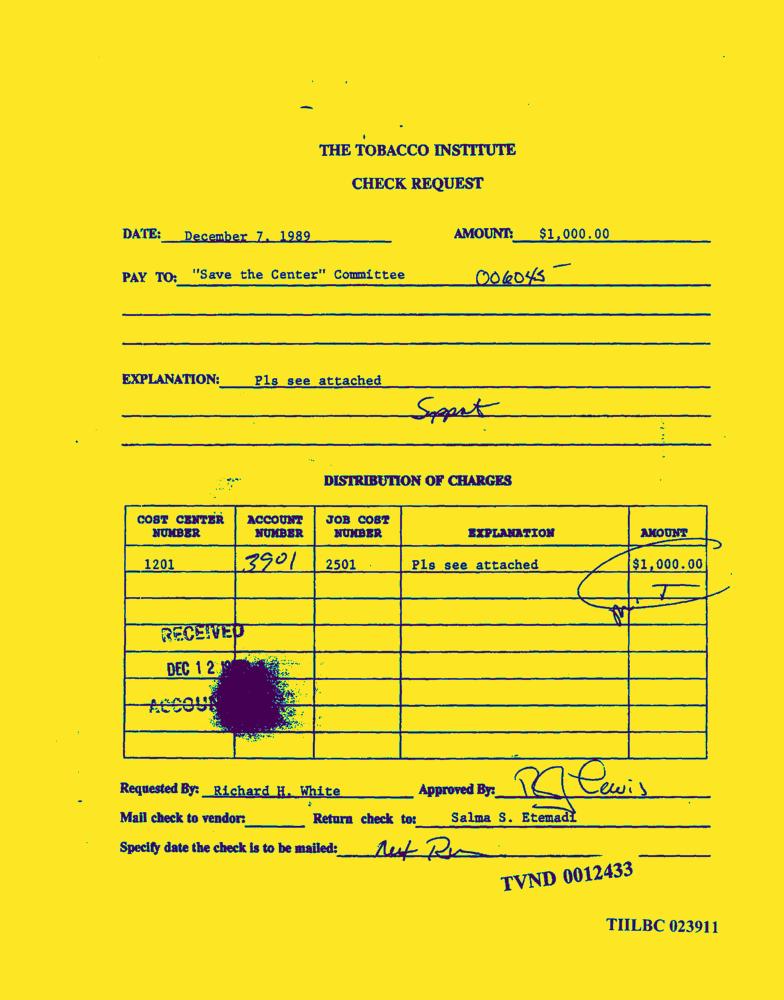 THE TOBACCO INSTITUTE
CHECK REQUEST
DATE: December 7, 1989 AMOUNT: $1,000.00
PAY TO: "Save the Center" Committee 006045
EXPLANATION: Pls see attached
Support
DISTRIBUTION OF CHARGES
COST CENTER NUMBER ACCOUNT NUMBER JOB COST NUMBER EXPLANATION AMOUNT
1201 3901 2501 Pls see attached $1,000.00
RECEIVED
DEC 12
Requested By: Richard H. White Approved By: Lewis
Mail check to vendor: Return check to: Salma S. Etemadi
Specify date the check is to be mailed: Next Run
TVND 0012433
TIILBC 023911